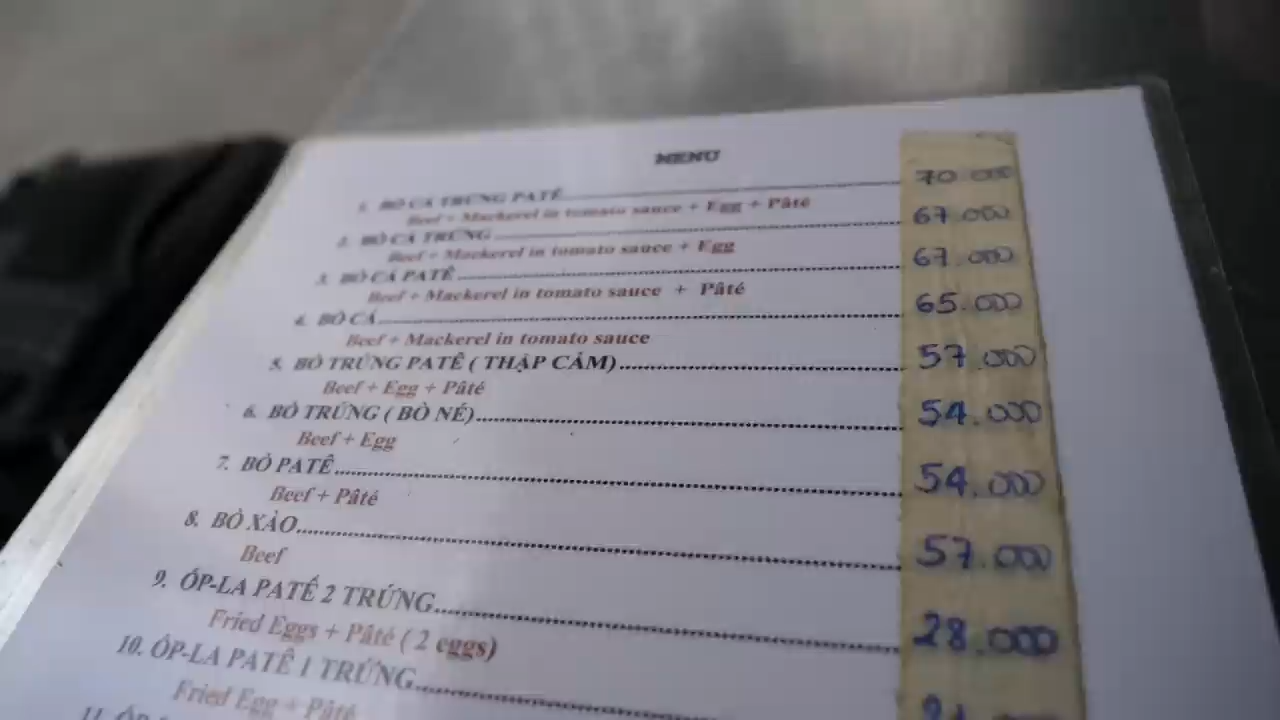 MENU
1. BÒ CÁ TRỨNG PATÊ 70.000
Beef + Mackerel in tomato sauce + Egg + Pâté
2. BÒ CÁ TRỨNG 67.000
Beef + Mackerel in tomato sauce + Egg
3. BÒ CÁ PATÊ 67.000
Beef + Mackerel in tomato sauce + Pâté
4. BÒ CÁ 65.000
Beef + Mackerel in tomato sauce
5. BÒ TRỨNG PATÊ ( THẬP CẨM) 57.000
Beef + Egg + Pâté
6. BÒ TRỨNG ( BÒ NÉ) 54.000
Beef + Egg
7. BÒ PATÊ 54.000
Beef + Pâté
8. BÒ XÀO 57.000
Beef
9. ÓP-LA PATÊ 2 TRỨNG 28.000
Fried Eggs + Pâté ( 2 eggs)
10. ÓP-LA PATÊ 1 TRỨNG
Fried Egg + Pâté
11.